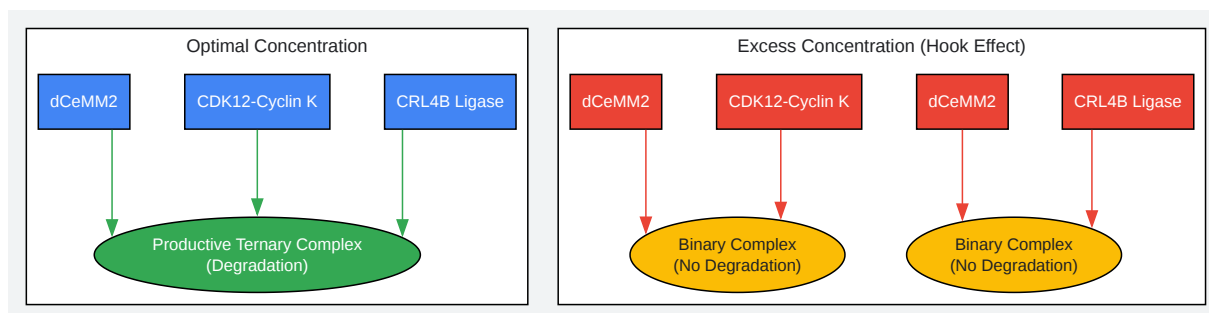 Optimal Concentration
dCeMM2
CDK12-Cyclin K
CRL4B Ligase
Productive Ternary Complex
(Degradation)
Excess Concentration (Hook Effect)
dCeMM2
CDK12-Cyclin K
dCeMM2
CRL4B Ligase
Binary Complex
(No Degradation)
Binary Complex
(No Degradation)